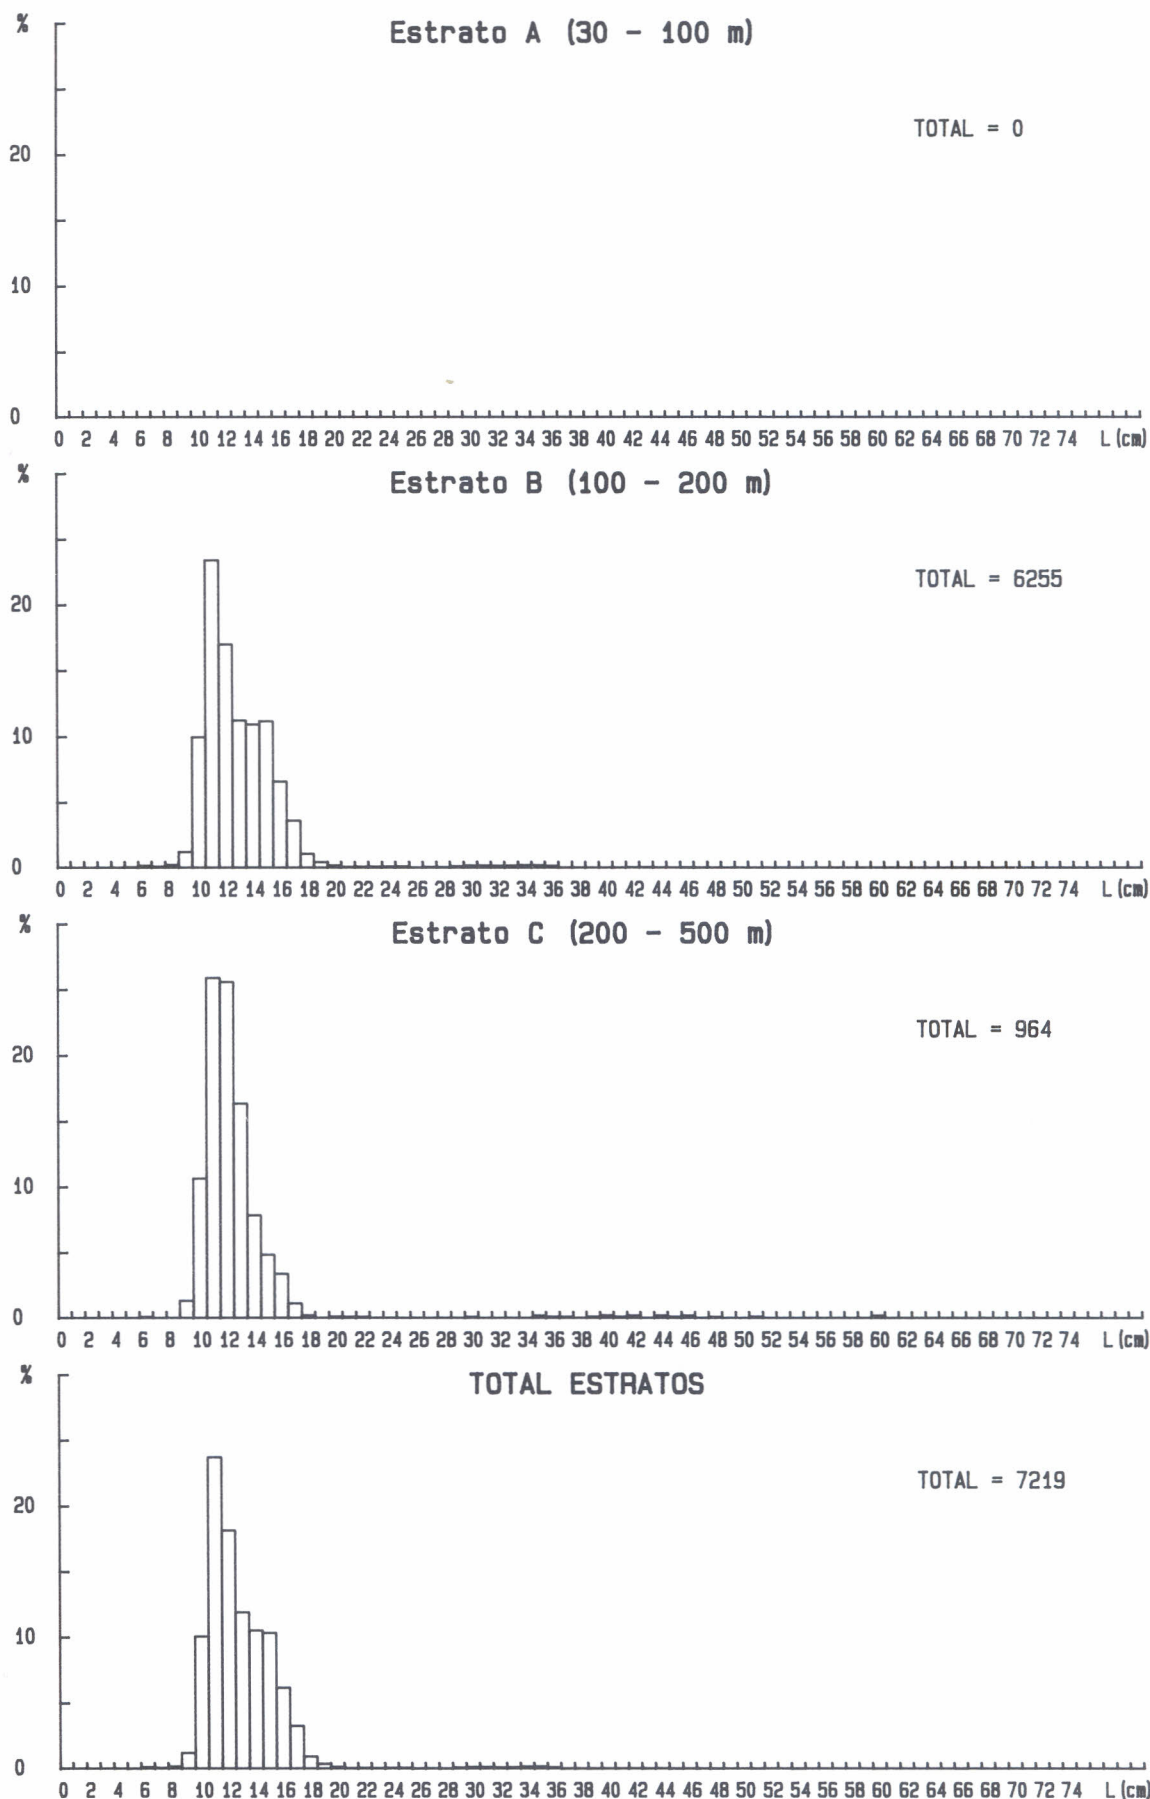 %
Estrato A (30 - 100 m)
TOTAL = 0
20
10
0
0 2 4 6 8 10 12 14 16 18 20 22 24 26 28 30 32 34 36 38 40 42 44 46 48 50 52 54 56 58 60 62 64 66 68 70 72 74 L (cm)
%
Estrato B (100 - 200 m)
TOTAL = 6255
20
10
0
0 2 4 6 8 10 12 14 16 18 20 22 24 26 28 30 32 34 36 38 40 42 44 46 48 50 52 54 56 58 60 62 64 66 68 70 72 74 L (cm)
%
Estrato C (200 - 500 m)
TOTAL = 964
20
10
0
0 2 4 6 8 10 12 14 16 18 20 22 24 26 28 30 32 34 36 38 40 42 44 46 48 50 52 54 56 58 60 62 64 66 68 70 72 74 L (cm)
%
TOTAL ESTRATOS
TOTAL = 7219
20
10
0
0 2 4 6 8 10 12 14 16 18 20 22 24 26 28 30 32 34 36 38 40 42 44 46 48 50 52 54 56 58 60 62 64 66 68 70 72 74 L (cm)